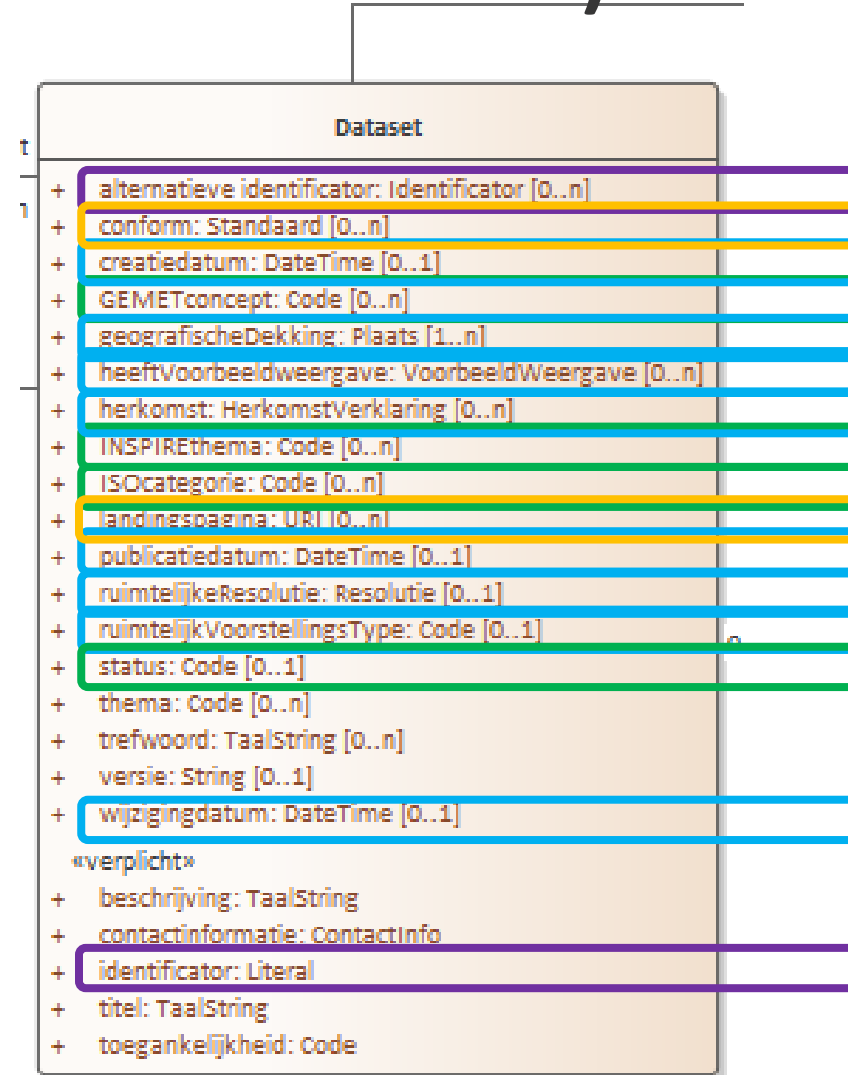 Dataset
t
+ alternatieve identificator: Identificator [0..n]
+ conform: Standaard [0..n]
+ creatiedatum: DateTime [0..1]
+ GEMETconcept: Code [0..n]
+ geografischeDekking: Plaats [1..n]
+ heeftVoorbeeldweergave: VoorbeeldWeergave [0..n]
+ herkomst: HerkomstVerklaring [0..n]
+ INSPIREthema: Code [0..n]
+ ISOcategorie: Code [0..n]
+ landingspagina: URI [0..n]
+ publicatiedatum: DateTime [0..1]
+ ruimtelijkeResolutie: Resolutie [0..1]
+ ruimtelijkVoorstellingsType: Code [0..1]
+ status: Code [0..1]
+ thema: Code [0..n]
+ trefwoord: TaalString [0..n]
+ versie: String [0..1]
+ wijzigingdatum: DateTime [0..1]
«verplicht»
+ beschrijving: TaalString
+ contactinformatie: ContactInfo
+ identificator: Literal
+ titel: TaalString
+ toegankelijkheid: Code